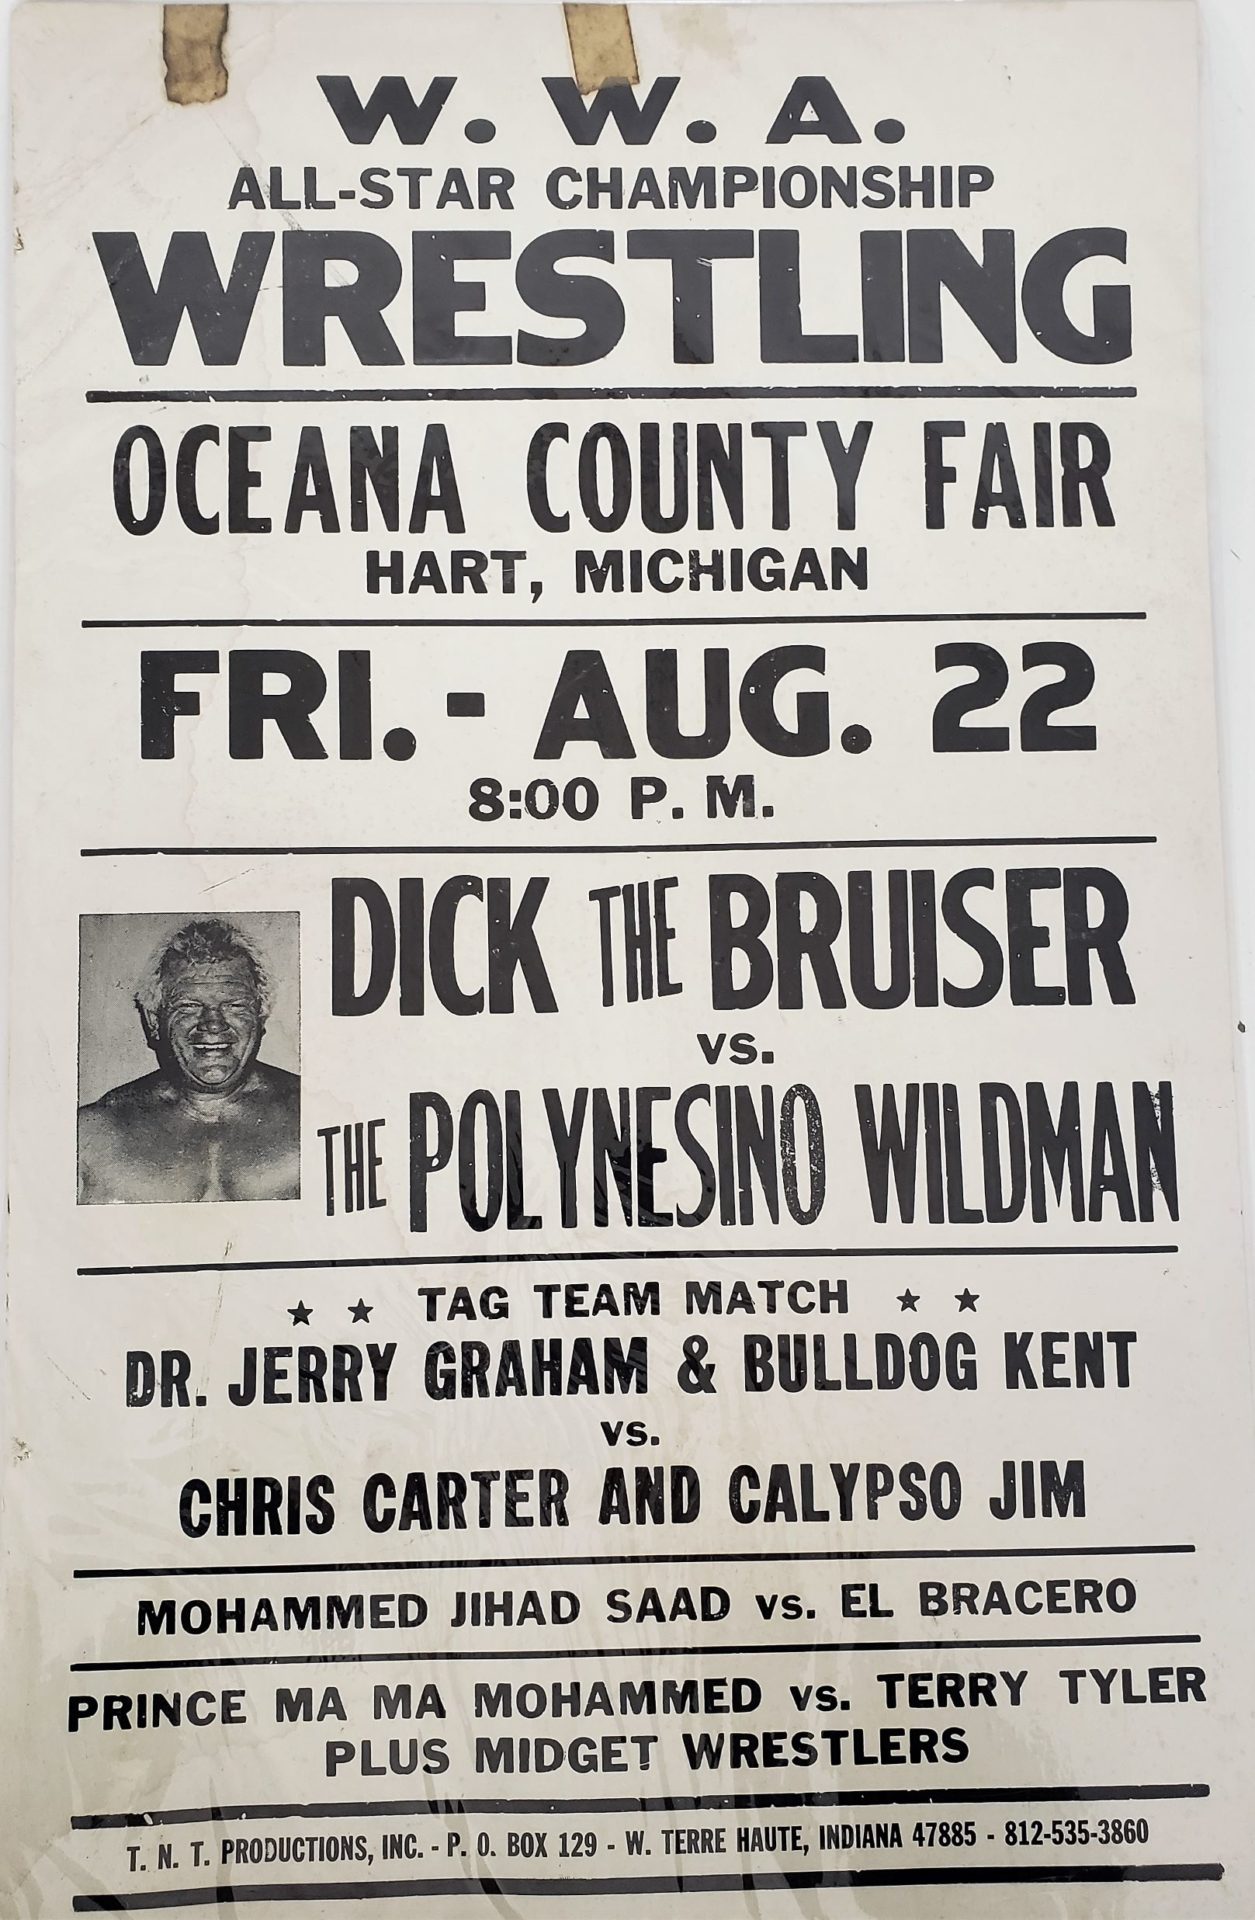 W. W. A.
ALL-STAR CHAMPIONSHIP
WRESTLING
OCEANA COUNTY FAIR
HART, MICHIGAN
FRI. - AUG. 22
8:00 P. M.
DICK THE BRUISER
VS.
THE POLYNESINO WILDMAN
★ ★ TAG TEAM MATCH ★ ★
DR. JERRY GRAHAM & BULLDOG KENT
VS.
CHRIS CARTER AND CALYPSO JIM
MOHAMMED JIHAD SAAD VS. EL BRACERO
PRINCE MA MA MOHAMMED VS. TERRY TYLER
PLUS MIDGET WRESTLERS
T. N. T. PRODUCTIONS, INC. - P. O. BOX 129 - W. TERRE HAUTE, INDIANA 47885 - 812-535-3860